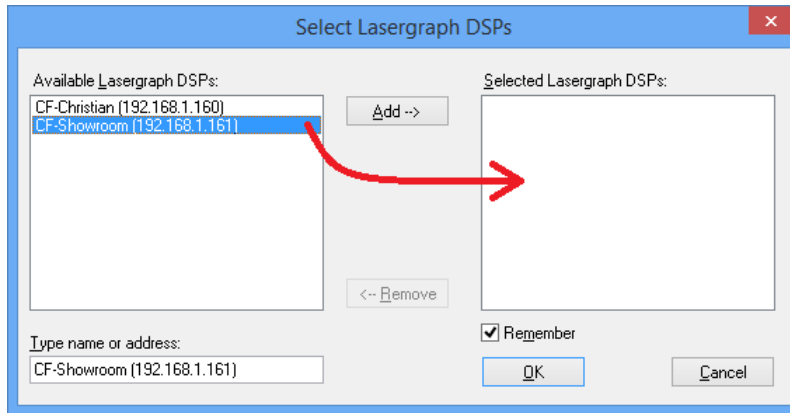 Select Lasergraph DSPs
Available Lasergraph DSPs:
CF-Christian (192.168.1.160)
CF-Showroom (192.168.1.161)
Add -->
<-- Remove
Selected Lasergraph DSPs:
Type name or address:
CF-Showroom (192.168.1.161)
Remember
OK
Cancel